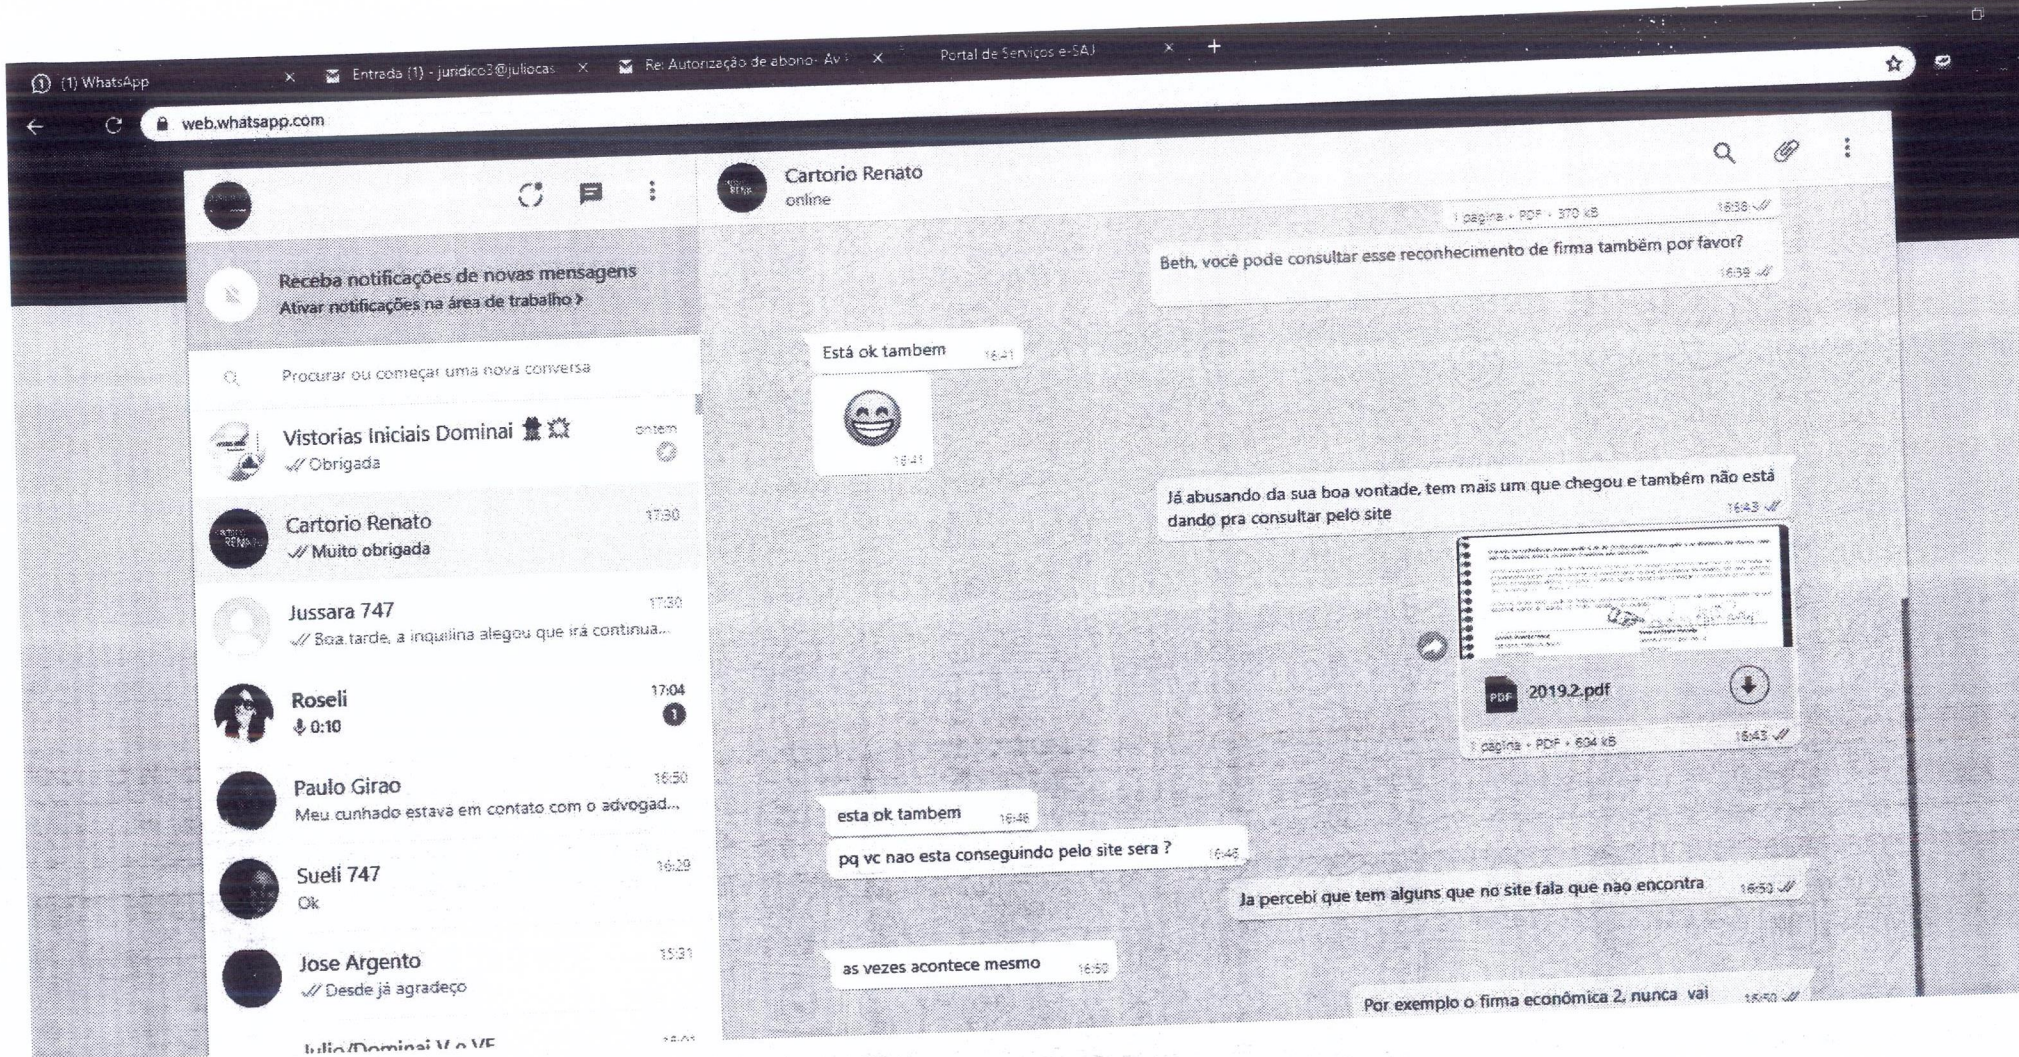 (1) WhatsApp
Entrada (1) - juridico3@juliocas
Re: Autorização de abono- Av
Portal de Serviços e-SAJ
web.whatsapp.com
Cartorio Renato
online
1 página • PDF • 370 kB
16:38
Beth, você pode consultar esse reconhecimento de firma também por favor?
16:39
Receba notificações de novas mensagens
Ativar notificações na área de trabalho >
Procurar ou começar uma nova conversa
Vistorias Iniciais Dominai
ontem
Obrigada
Cartorio Renato
17:30
Muito obrigada
Jussara 747
17:30
Boa tarde, a inquilina alegou que irá continua...
Roseli
17:04
0:10
1
Paulo Girao
16:50
Meu cunhado estava em contato com o advogad...
Sueli 747
16:29
Ok
Jose Argento
15:31
Desde já agradeço
Julio/Dominai V e VF
Está ok tambem
16:41
16:41
Já abusando da sua boa vontade, tem mais um que chegou e também não está
dando pra consultar pelo site
16:43
PDF
2019.2.pdf
1 página • PDF • 604 kB
16:43
esta ok tambem
16:46
pq vc nao esta conseguindo pelo site sera ?
16:46
Ja percebi que tem alguns que no site fala que nao encontra
16:50
as vezes acontece mesmo
16:50
Por exemplo o firma econômica 2, nunca vai
16:50